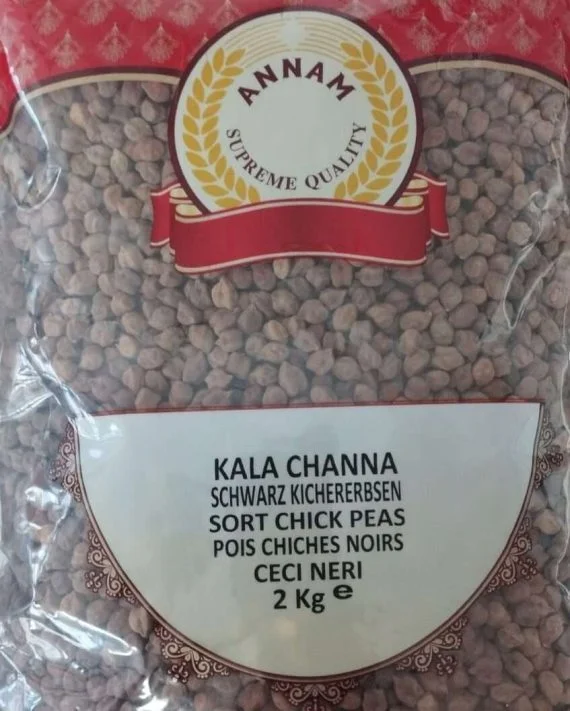 ANNAM
SUPREME QUALITY
KALA CHANNA
SCHWARZ KICHERERBSEN
SORT CHICK PEAS
POIS CHICHES NOIRS
CECI NERI
2 Kg e